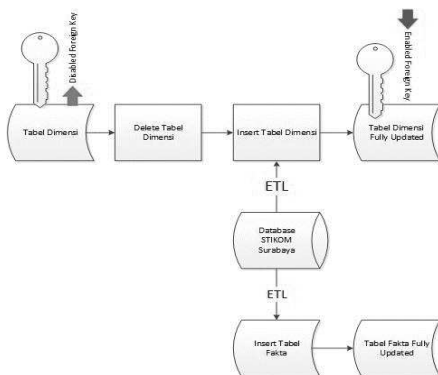 Disabled Foreign Key
Enabled Foreign Key
Tabel Dimensi
Delete Tabel
Dimensi
Insert Tabel Dimensi
Tabel Dimensi
Fully Updated
ETL
Database
STIKOM
Surabaya
ETL
Insert Tabel
Fakta
Tabel Fakta Fully
Updated